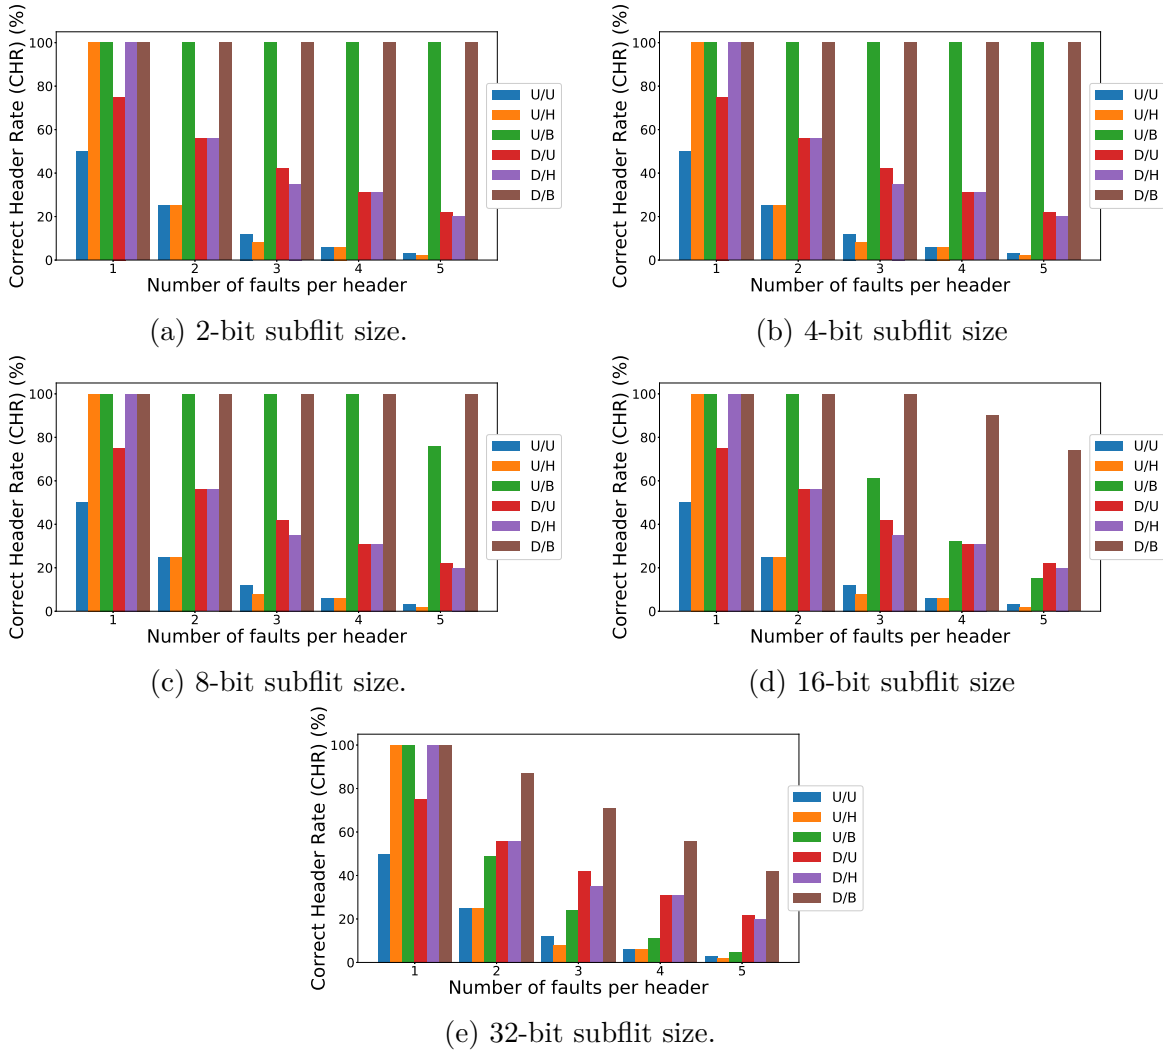 Correct Header Rate (CHR) (%)
100
80
60
40
20
0
1 2 3 4 5
Number of faults per header
U/U
U/H
U/B
D/U
D/H
D/B
(a) 2-bit subflit size.
Correct Header Rate (CHR) (%)
100
80
60
40
20
0
1 2 3 4 5
Number of faults per header
U/U
U/H
U/B
D/U
D/H
D/B
(b) 4-bit subflit size
Correct Header Rate (CHR) (%)
100
80
60
40
20
0
1 2 3 4 5
Number of faults per header
U/U
U/H
U/B
D/U
D/H
D/B
(c) 8-bit subflit size.
Correct Header Rate (CHR) (%)
100
80
60
40
20
0
1 2 3 4 5
Number of faults per header
U/U
U/H
U/B
D/U
D/H
D/B
(d) 16-bit subflit size
Correct Header Rate (CHR) (%)
100
80
60
40
20
0
1 2 3 4 5
Number of faults per header
U/U
U/H
U/B
D/U
D/H
D/B
(e) 32-bit subflit size.